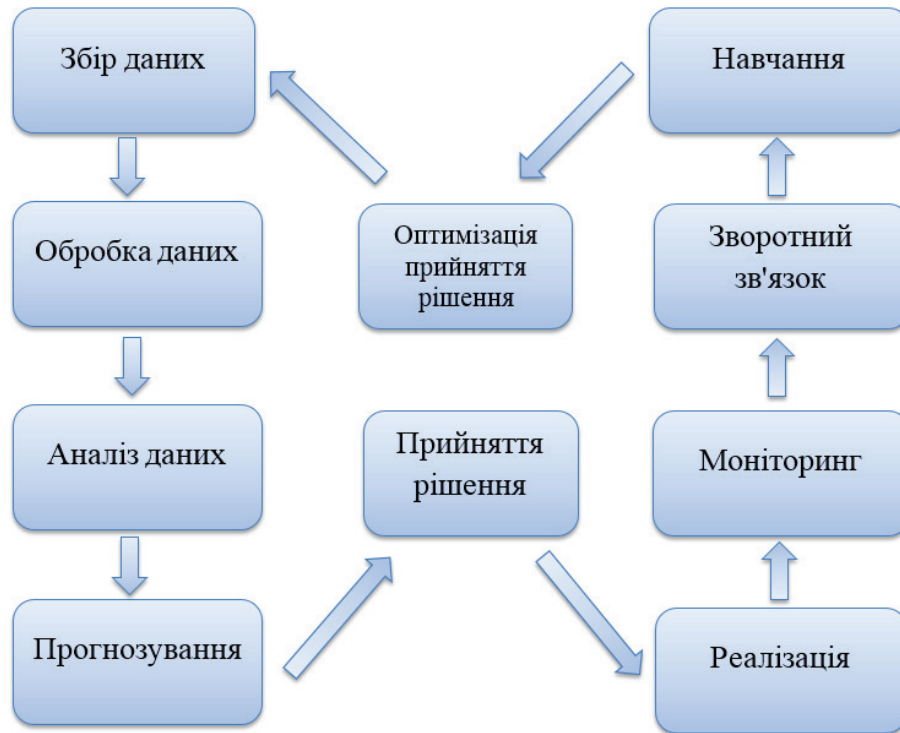 Збір даних
Навчання
Обробка даних
Оптимізація
прийняття
рішення
Зворотний
зв'язок
Аналіз даних
Прийняття
рішення
Моніторинг
Прогнозування
Реалізація